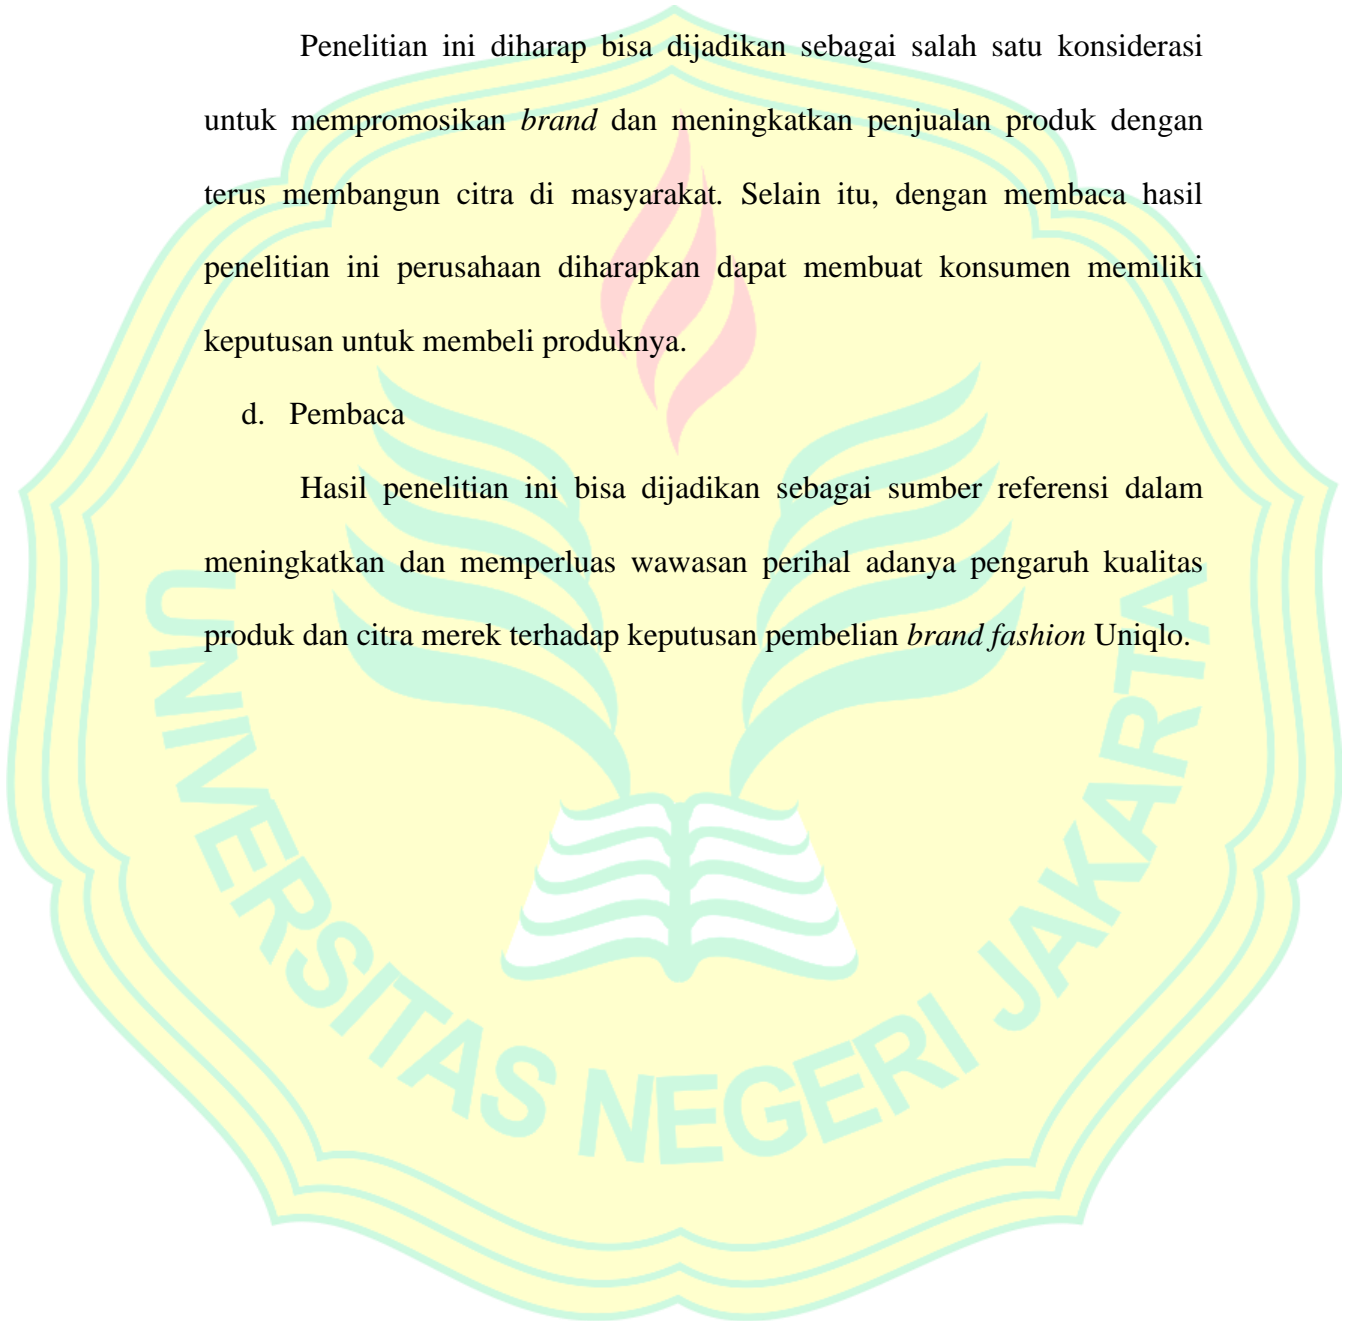 Penelitian ini diharap bisa dijadikan sebagai salah satu konsiderasi
untuk mempromosikan brand dan meningkatkan penjualan produk dengan
terus membangun citra di masyarakat. Selain itu, dengan membaca hasil
penelitian ini perusahaan diharapkan dapat membuat konsumen memiliki
keputusan untuk membeli produknya.
d. Pembaca
Hasil penelitian ini bisa dijadikan sebagai sumber referensi dalam
meningkatkan dan memperluas wawasan perihal adanya pengaruh kualitas
produk dan citra merek terhadap keputusan pembelian brand fashion Uniqlo.
UNIVERSITAS NEGERI JAKARTA